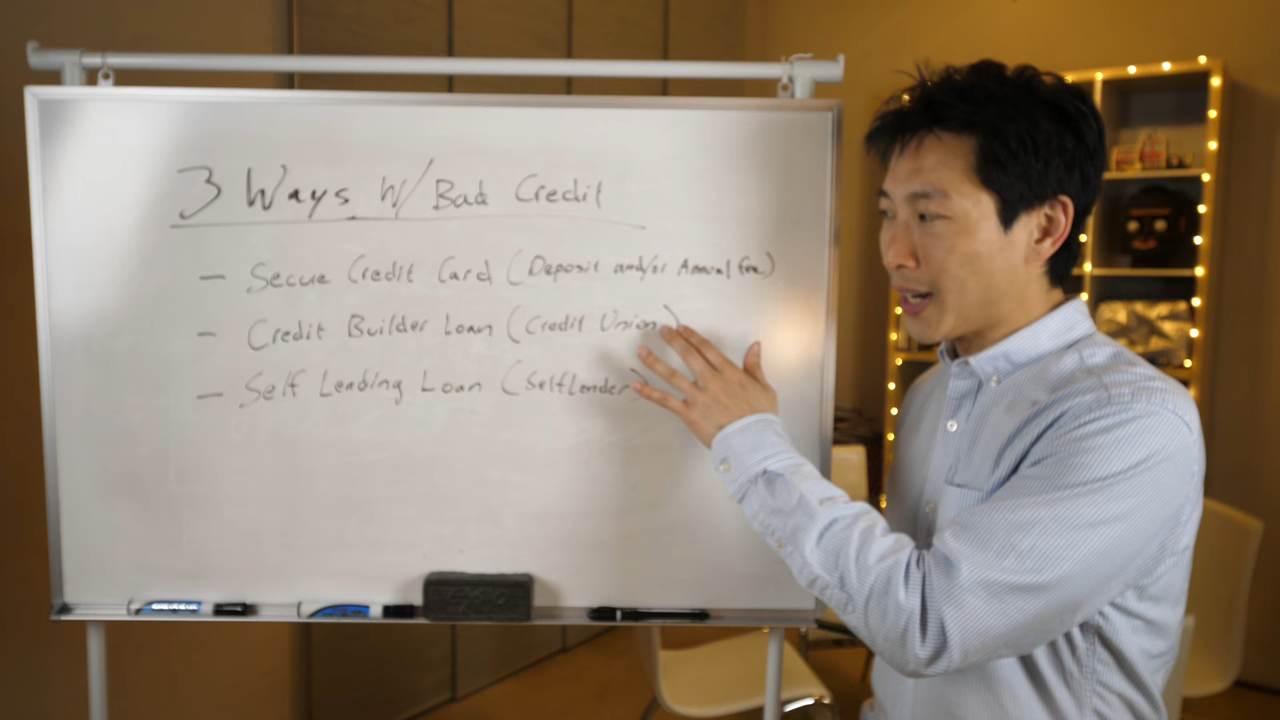 3 Ways W/ Bad Credit
— Secue Credit Card (Deposit and/or Annual fee)
— Credit Builder Loan (Credit Union)
— Self Lending Loan (SelfLender)